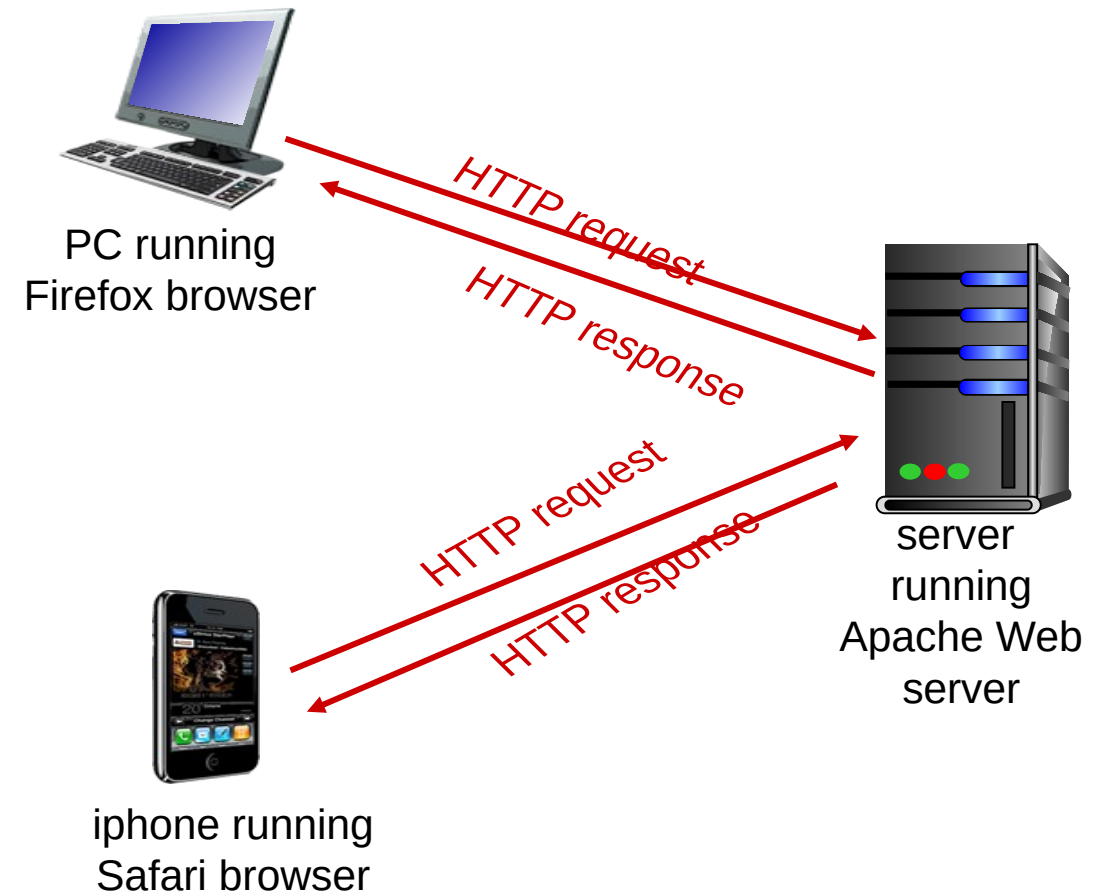 HTTP request
PC running
Firefox browser
HTTP response
HTTP request
HTTP response
server
running
Apache Web
server
iphone running
Safari browser